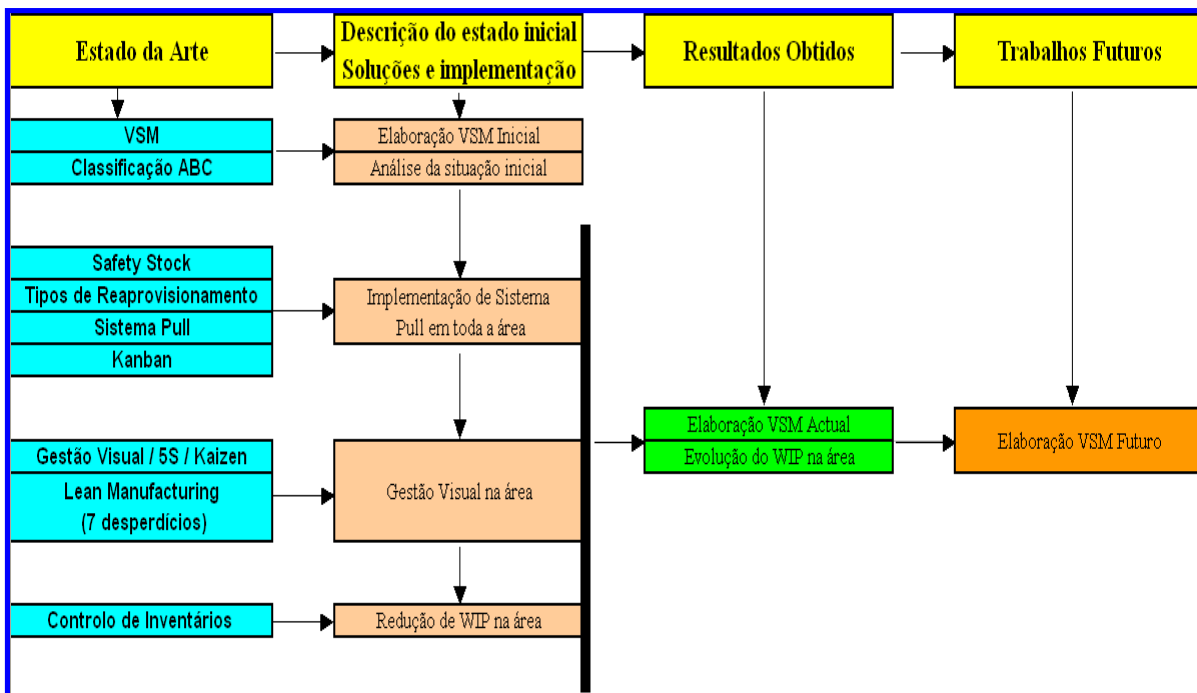 Estado da Arte
Descrição do estado inicial
Soluções e implementação
Resultados Obtidos
Trabalhos Futuros
VSM
Classificação ABC
Elaboração VSM Inicial
Análise da situação inicial
Safety Stock
Tipos de Reaprovisionamento
Sistema Pull
Kanban
Implementação de Sistema
Pull em toda a área
Gestão Visual / 5S / Kaizen
Lean Manufacturing
(7 desperdícios)
Gestão Visual na área
Elaboração VSM Actual
Evolução do WIP na área
Elaboração VSM Futuro
Controlo de Inventários
Redução de WIP na área